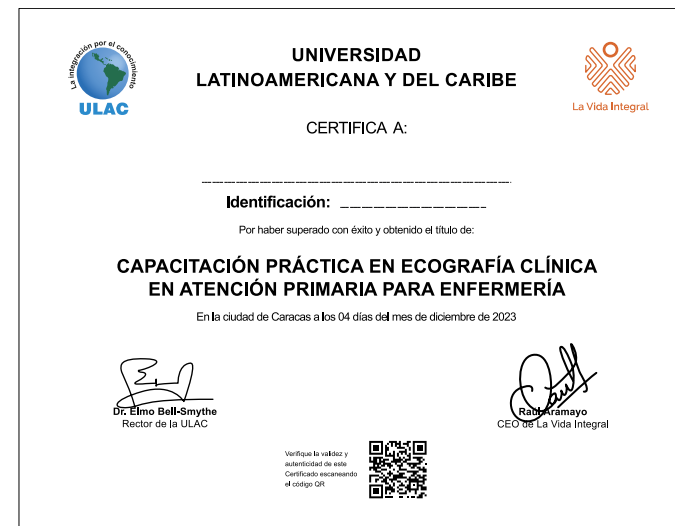 La integración por el conocimiento
ULAC
UNIVERSIDAD
LATINOAMERICANA Y DEL CARIBE
La Vida Integral
CERTIFICA A:
Identificación:
Por haber superado con éxito y obtenido el título de:
CAPACITACIÓN PRÁCTICA EN ECOGRAFÍA CLÍNICA
EN ATENCIÓN PRIMARIA PARA ENFERMERÍA
En la ciudad de Caracas a los 04 días del mes de diciembre de 2023
Dr. Elmo Bell-Smythe
Rector de la ULAC
Raúl Aramayo
CEO de La Vida Integral
Verifique la validez y
autenticidad de este
Certificado escaneando
el código QR